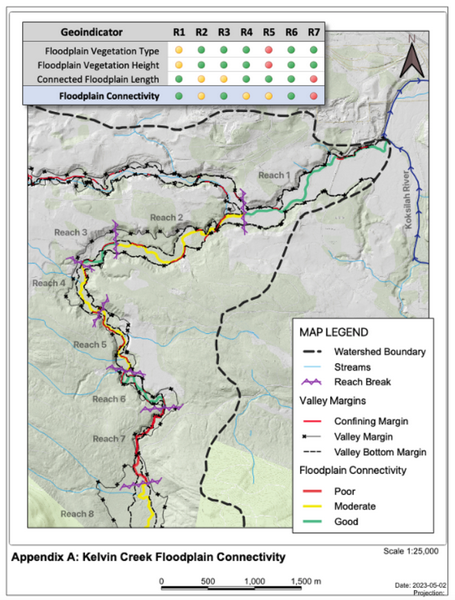 Geoindicator R1 R2 R3 R4 R5 R6 R7
Floodplain Vegetation Type
Floodplain Vegetation Height
Connected Floodplain Length
Floodplain Connectivity
Reach 1
Koksilah River
Reach 2
Reach 3
Reach 4
Reach 5
Reach 6
Reach 7
Reach 8
MAP LEGEND
Watershed Boundary
Streams
Reach Break
Valley Margins
Confining Margin
Valley Margin
Valley Bottom Margin
Floodplain Connectivity
Poor
Moderate
Good
Appendix A: Kelvin Creek Floodplain Connectivity
Scale 1:25,000
0 500 1,000 1,500 m
Date: 2023-05-02
Projection: